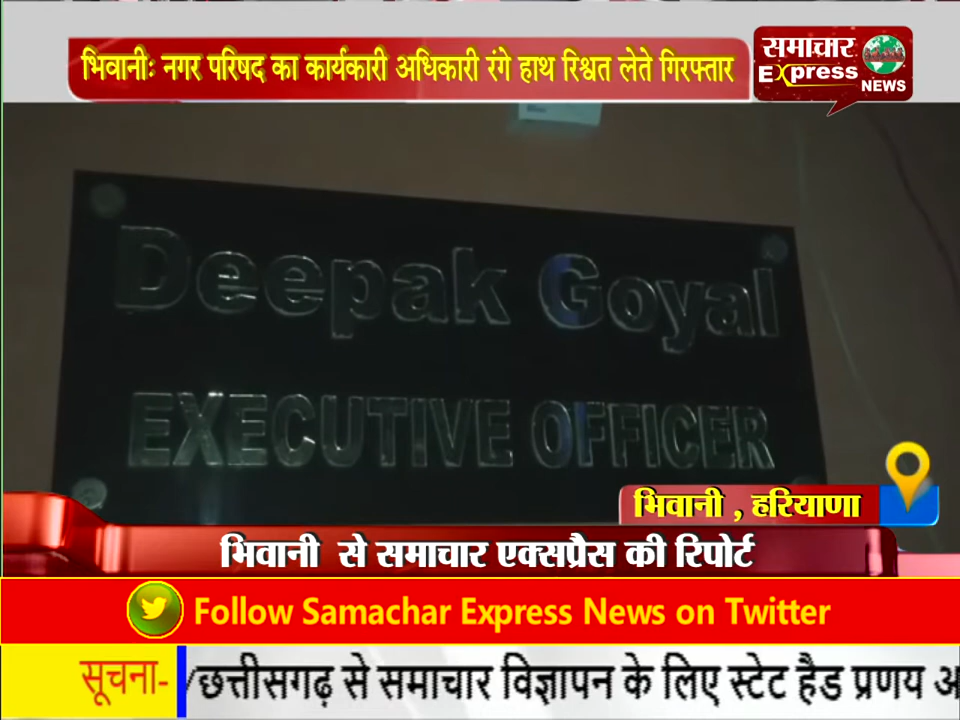 भिवानीः नगर परिषद का कार्यकारी अधिकारी रंगे हाथ रिश्वत लेते गिरफ्तार
समाचार
Express
NEWS
Deepak Goyal
EXECUTIVE OFFICER
भिवानी , हरियाणा
भिवानी से समाचार एक्सप्रैस की रिपोर्ट
Follow Samachar Express News on Twitter
सूचना- /छत्तीसगढ़ से समाचार विज्ञापन के लिए स्टेट हैड प्रणय